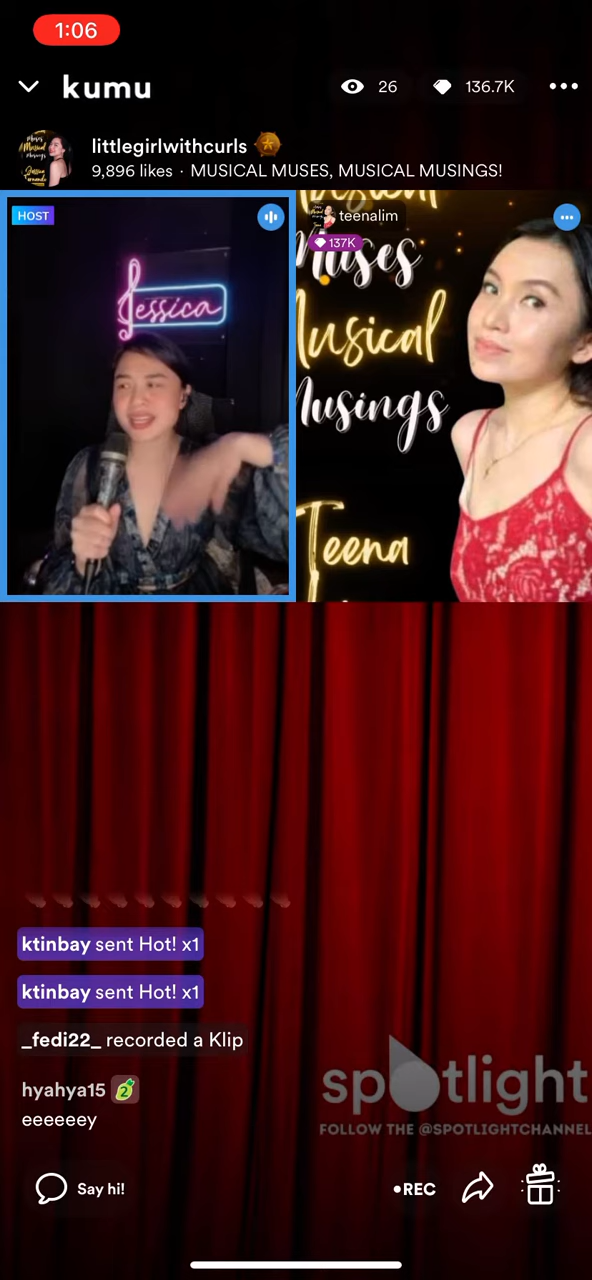 1:06
kumu
26
136.7K
littlegirlwithcurls
9,896 likes · MUSICAL MUSES, MUSICAL MUSINGS!
HOST
Jessica
teenalim
137K
Muses
Musical
Musings
Teena
ktinbay sent Hot! x1
ktinbay sent Hot! x1
_fedi22_ recorded a Klip
hyahya15 2
eeeeeey
spotlight
FOLLOW THE @SPOTLIGHTCHANNEL
Say hi!
•REC